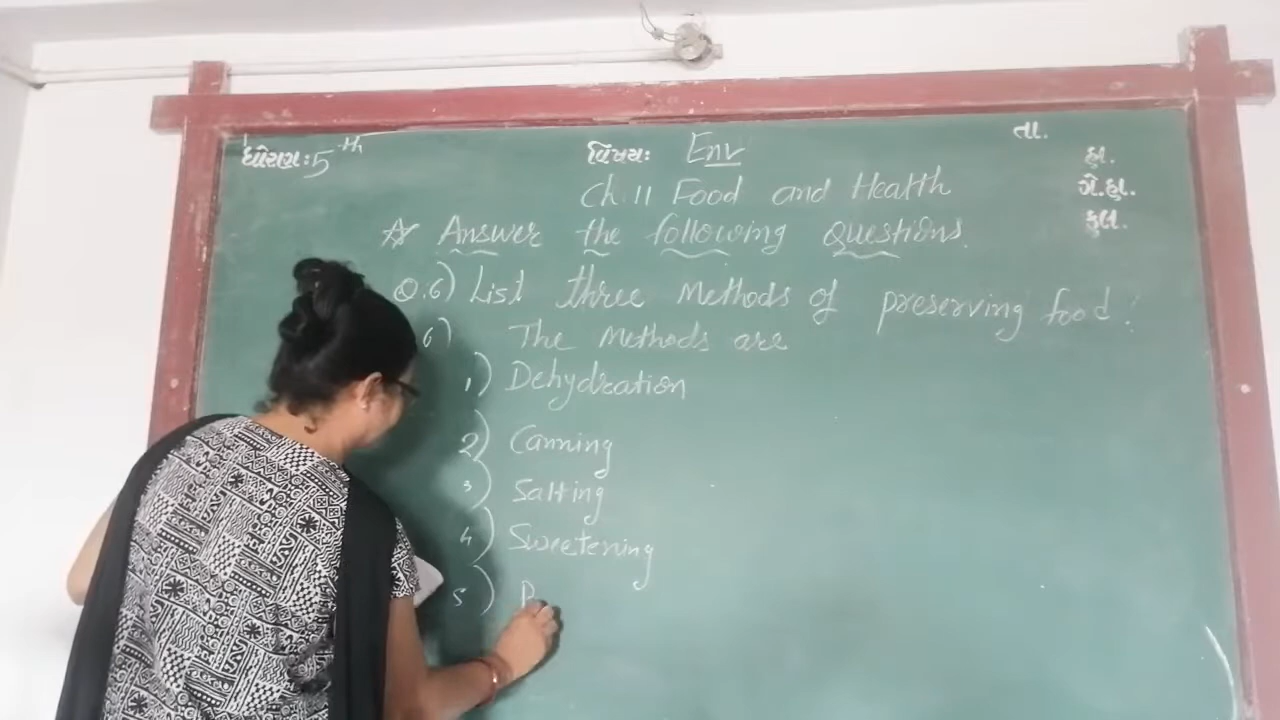 ધોરણ: 5th વિષય: Env તા.
હા.
ગે.હા.
કુલ.
Ch.11 Food and Health
☆ Answer the following Questions.
Q.6) List three Methods of preserving food?
6) The Methods are
1) Dehydration
2) Canning
3) Salting
4) Sweetening
5) P